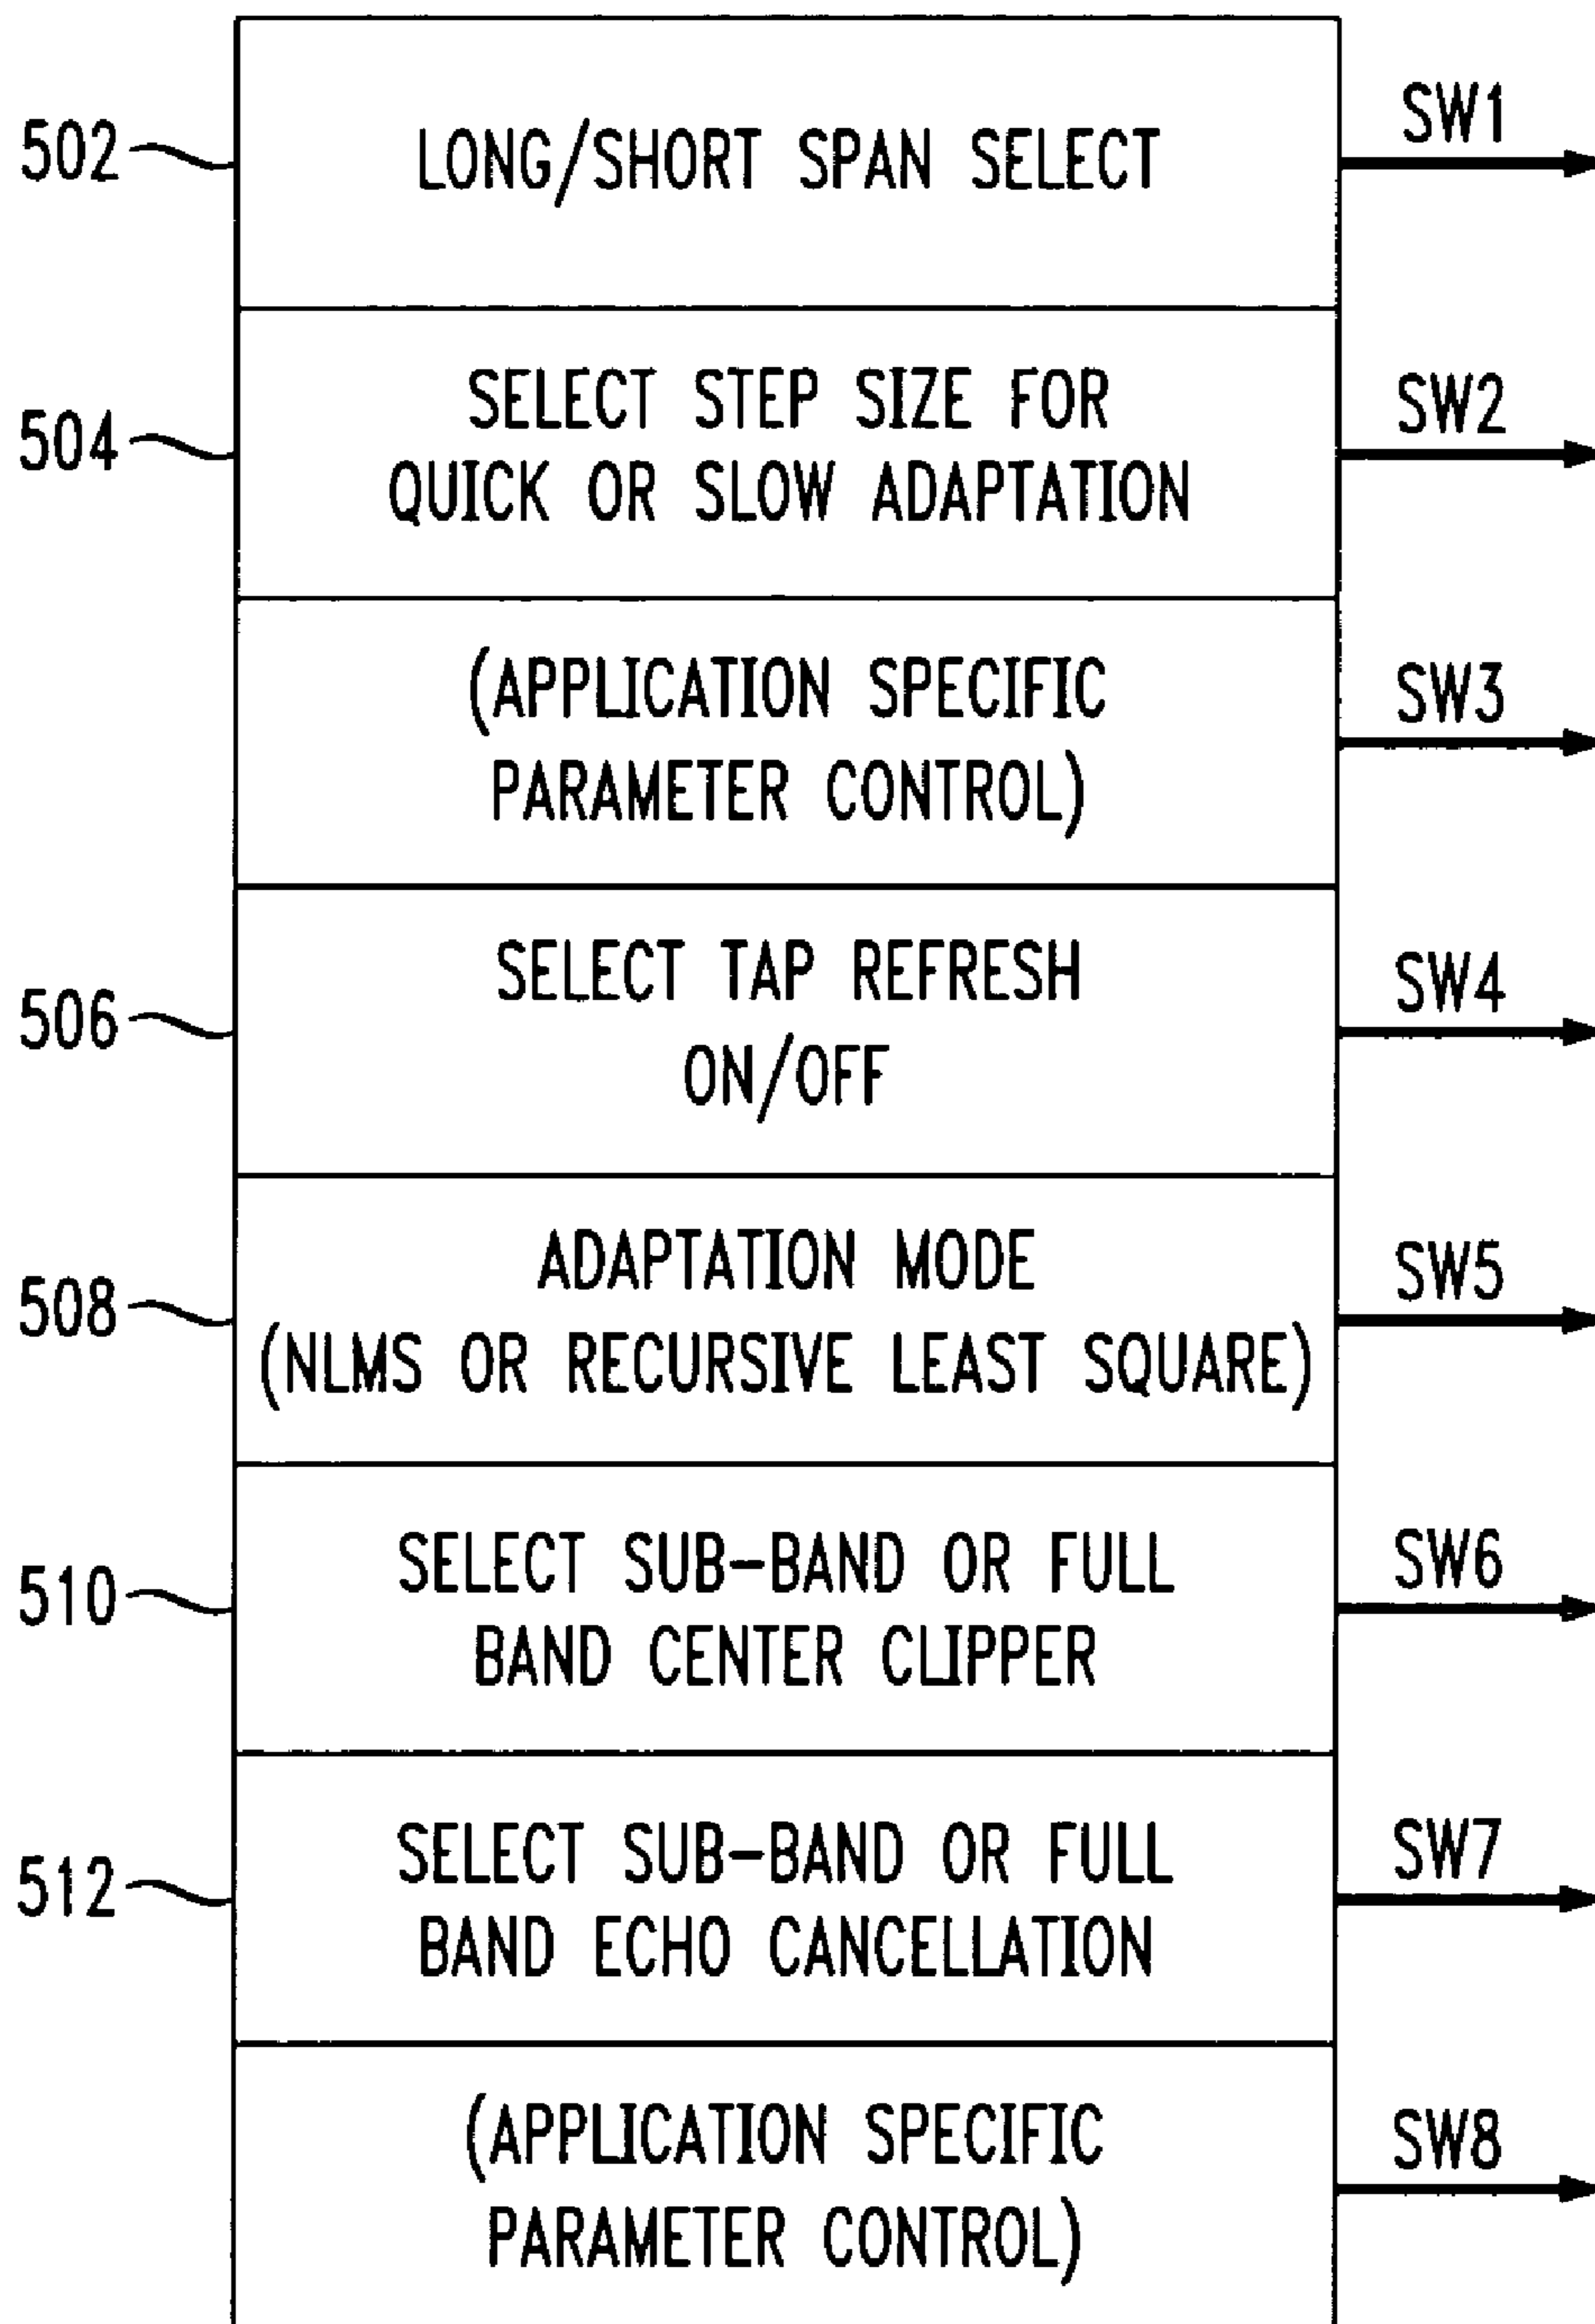 502
LONG/SHORT SPAN SELECT
SW1
504
SELECT STEP SIZE FOR
QUICK OR SLOW ADAPTATION
SW2
(APPLICATION SPECIFIC
PARAMETER CONTROL)
SW3
506
SELECT TAP REFRESH
ON/OFF
SW4
508
ADAPTATION MODE
(NLMS OR RECURSIVE LEAST SQUARE)
SW5
510
SELECT SUB-BAND OR FULL
BAND CENTER CLIPPER
SW6
512
SELECT SUB-BAND OR FULL
BAND ECHO CANCELLATION
SW7
(APPLICATION SPECIFIC
PARAMETER CONTROL)
SW8